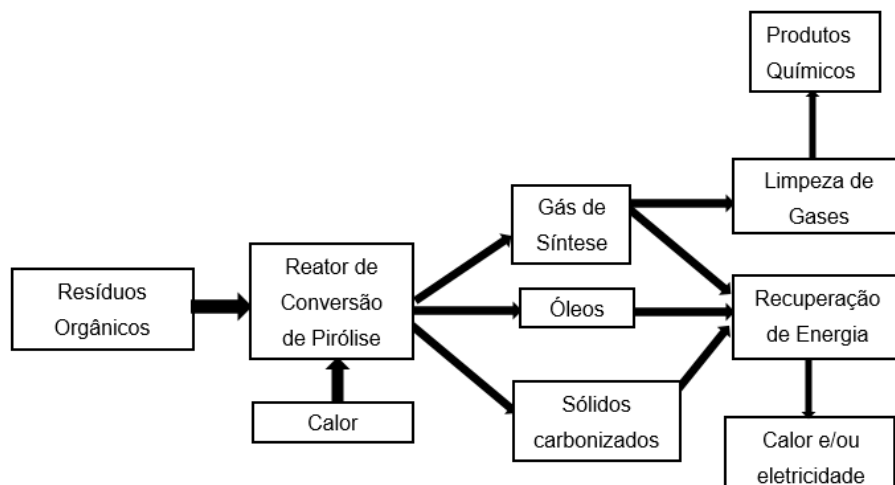 Produtos
Químicos
Limpeza de
Gases
Gás de
Síntese
Resíduos
Orgânicos
Reator de
Conversão
de Pirólise
Óleos
Recuperação
de Energia
Calor
Sólidos
carbonizados
Calor e/ou
eletricidade